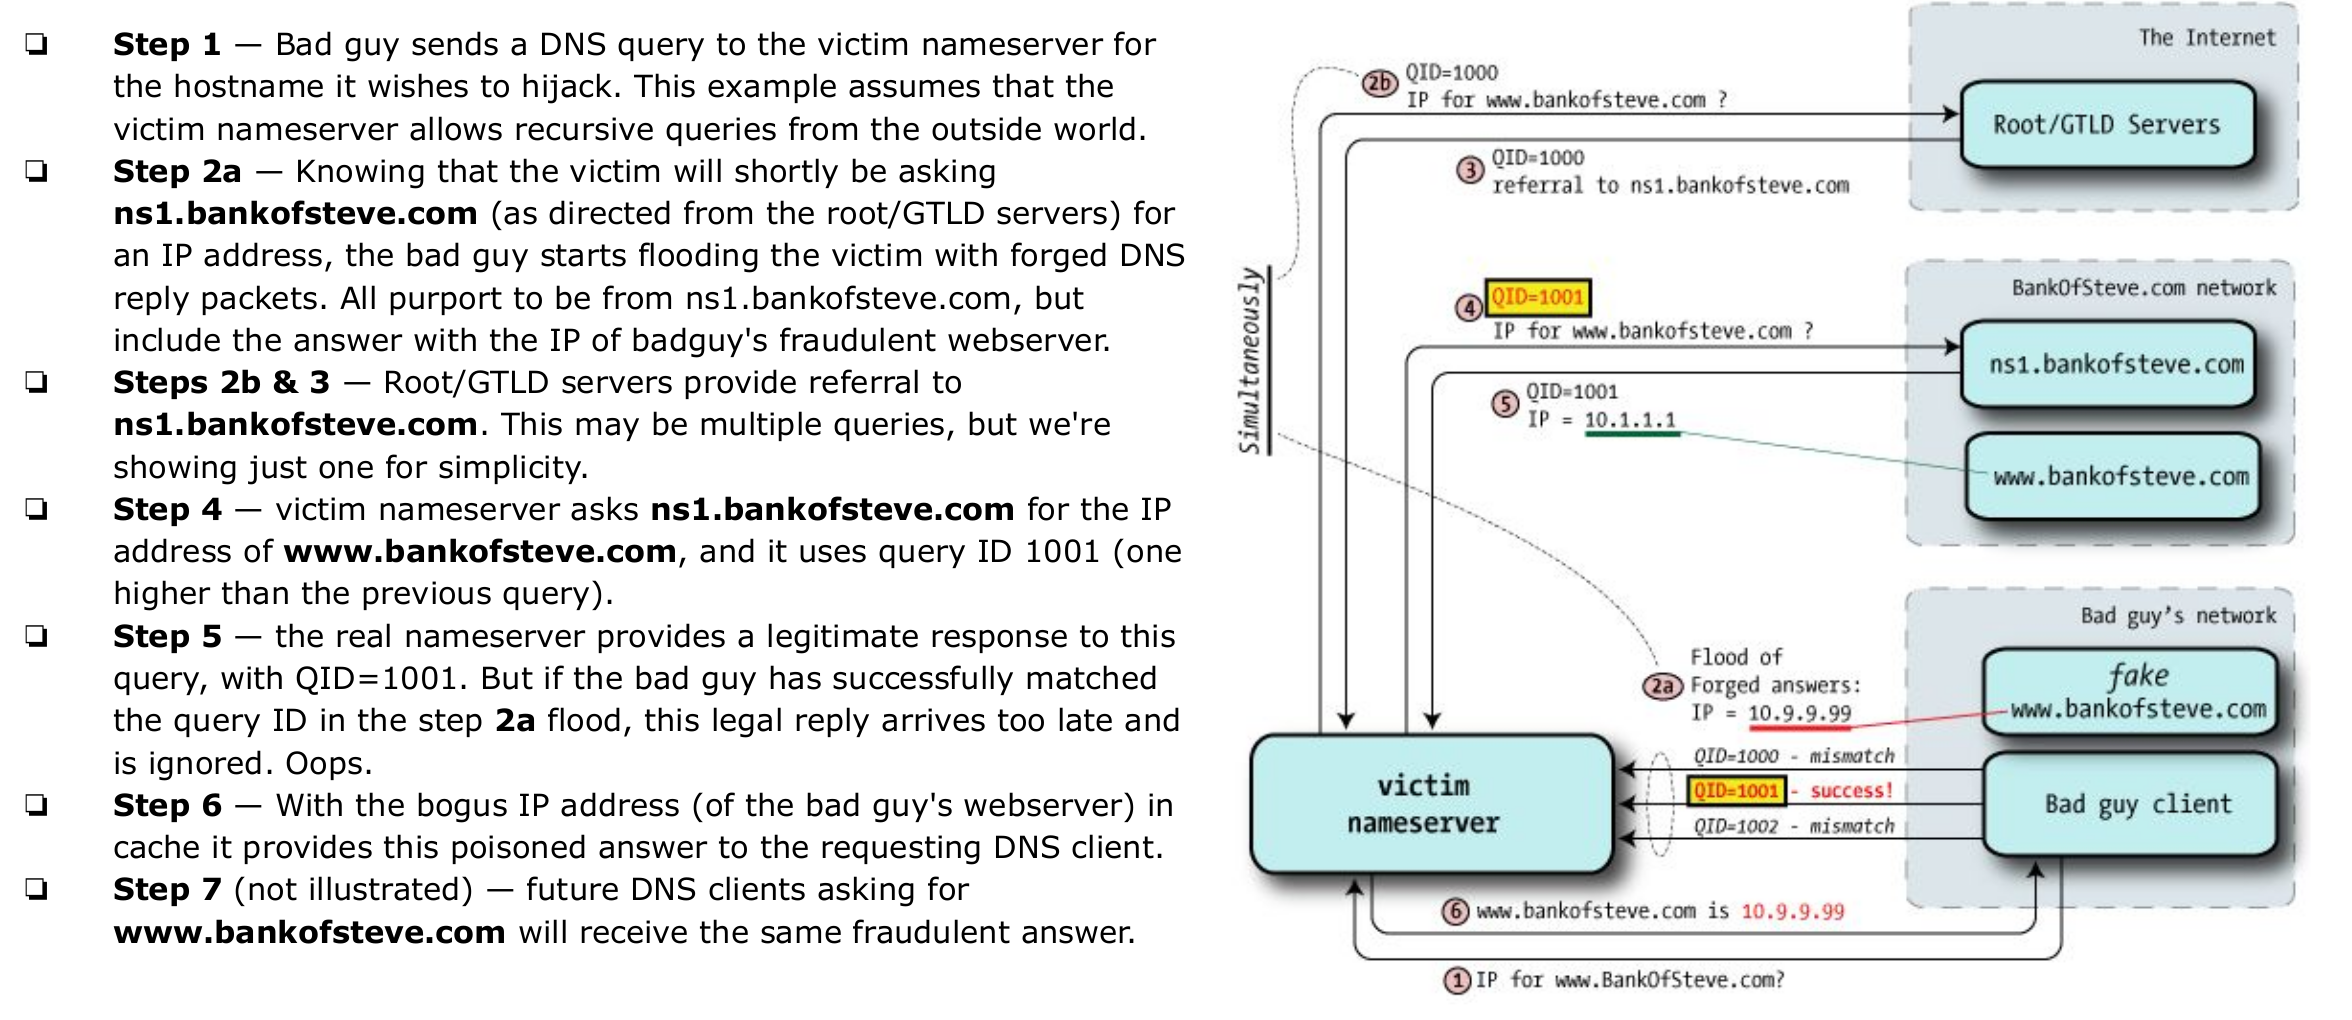 ❏ Step 1 — Bad guy sends a DNS query to the victim nameserver for
the hostname it wishes to hijack. This example assumes that the
victim nameserver allows recursive queries from the outside world.
❏ Step 2a — Knowing that the victim will shortly be asking
ns1.bankofsteve.com (as directed from the root/GTLD servers) for
an IP address, the bad guy starts flooding the victim with forged DNS
reply packets. All purport to be from ns1.bankofsteve.com, but
include the answer with the IP of badguy's fraudulent webserver.
❏ Steps 2b & 3 — Root/GTLD servers provide referral to
ns1.bankofsteve.com. This may be multiple queries, but we're
showing just one for simplicity.
❏ Step 4 — victim nameserver asks ns1.bankofsteve.com for the IP
address of www.bankofsteve.com, and it uses query ID 1001 (one
higher than the previous query).
❏ Step 5 — the real nameserver provides a legitimate response to this
query, with QID=1001. But if the bad guy has successfully matched
the query ID in the step 2a flood, this legal reply arrives too late and
is ignored. Oops.
❏ Step 6 — With the bogus IP address (of the bad guy's webserver) in
cache it provides this poisoned answer to the requesting DNS client.
❏ Step 7 (not illustrated) — future DNS clients asking for
www.bankofsteve.com will receive the same fraudulent answer.
The Internet
Root/GTLD Servers
2b QID=1000
IP for www.bankofsteve.com ?
3 QID=1000
referral to ns1.bankofsteve.com
Simultaneously
BankOfSteve.com network
ns1.bankofsteve.com
www.bankofsteve.com
4 QID=1001
IP for www.bankofsteve.com ?
5 QID=1001
IP = 10.1.1.1
Bad guy's network
fake
www.bankofsteve.com
Bad guy client
2a Flood of
Forged answers:
IP = 10.9.9.99
QID=1000 - mismatch
QID=1001 - success!
QID=1002 - mismatch
victim
nameserver
6 www.bankofsteve.com is 10.9.9.99
1 IP for www.BankOfSteve.com?